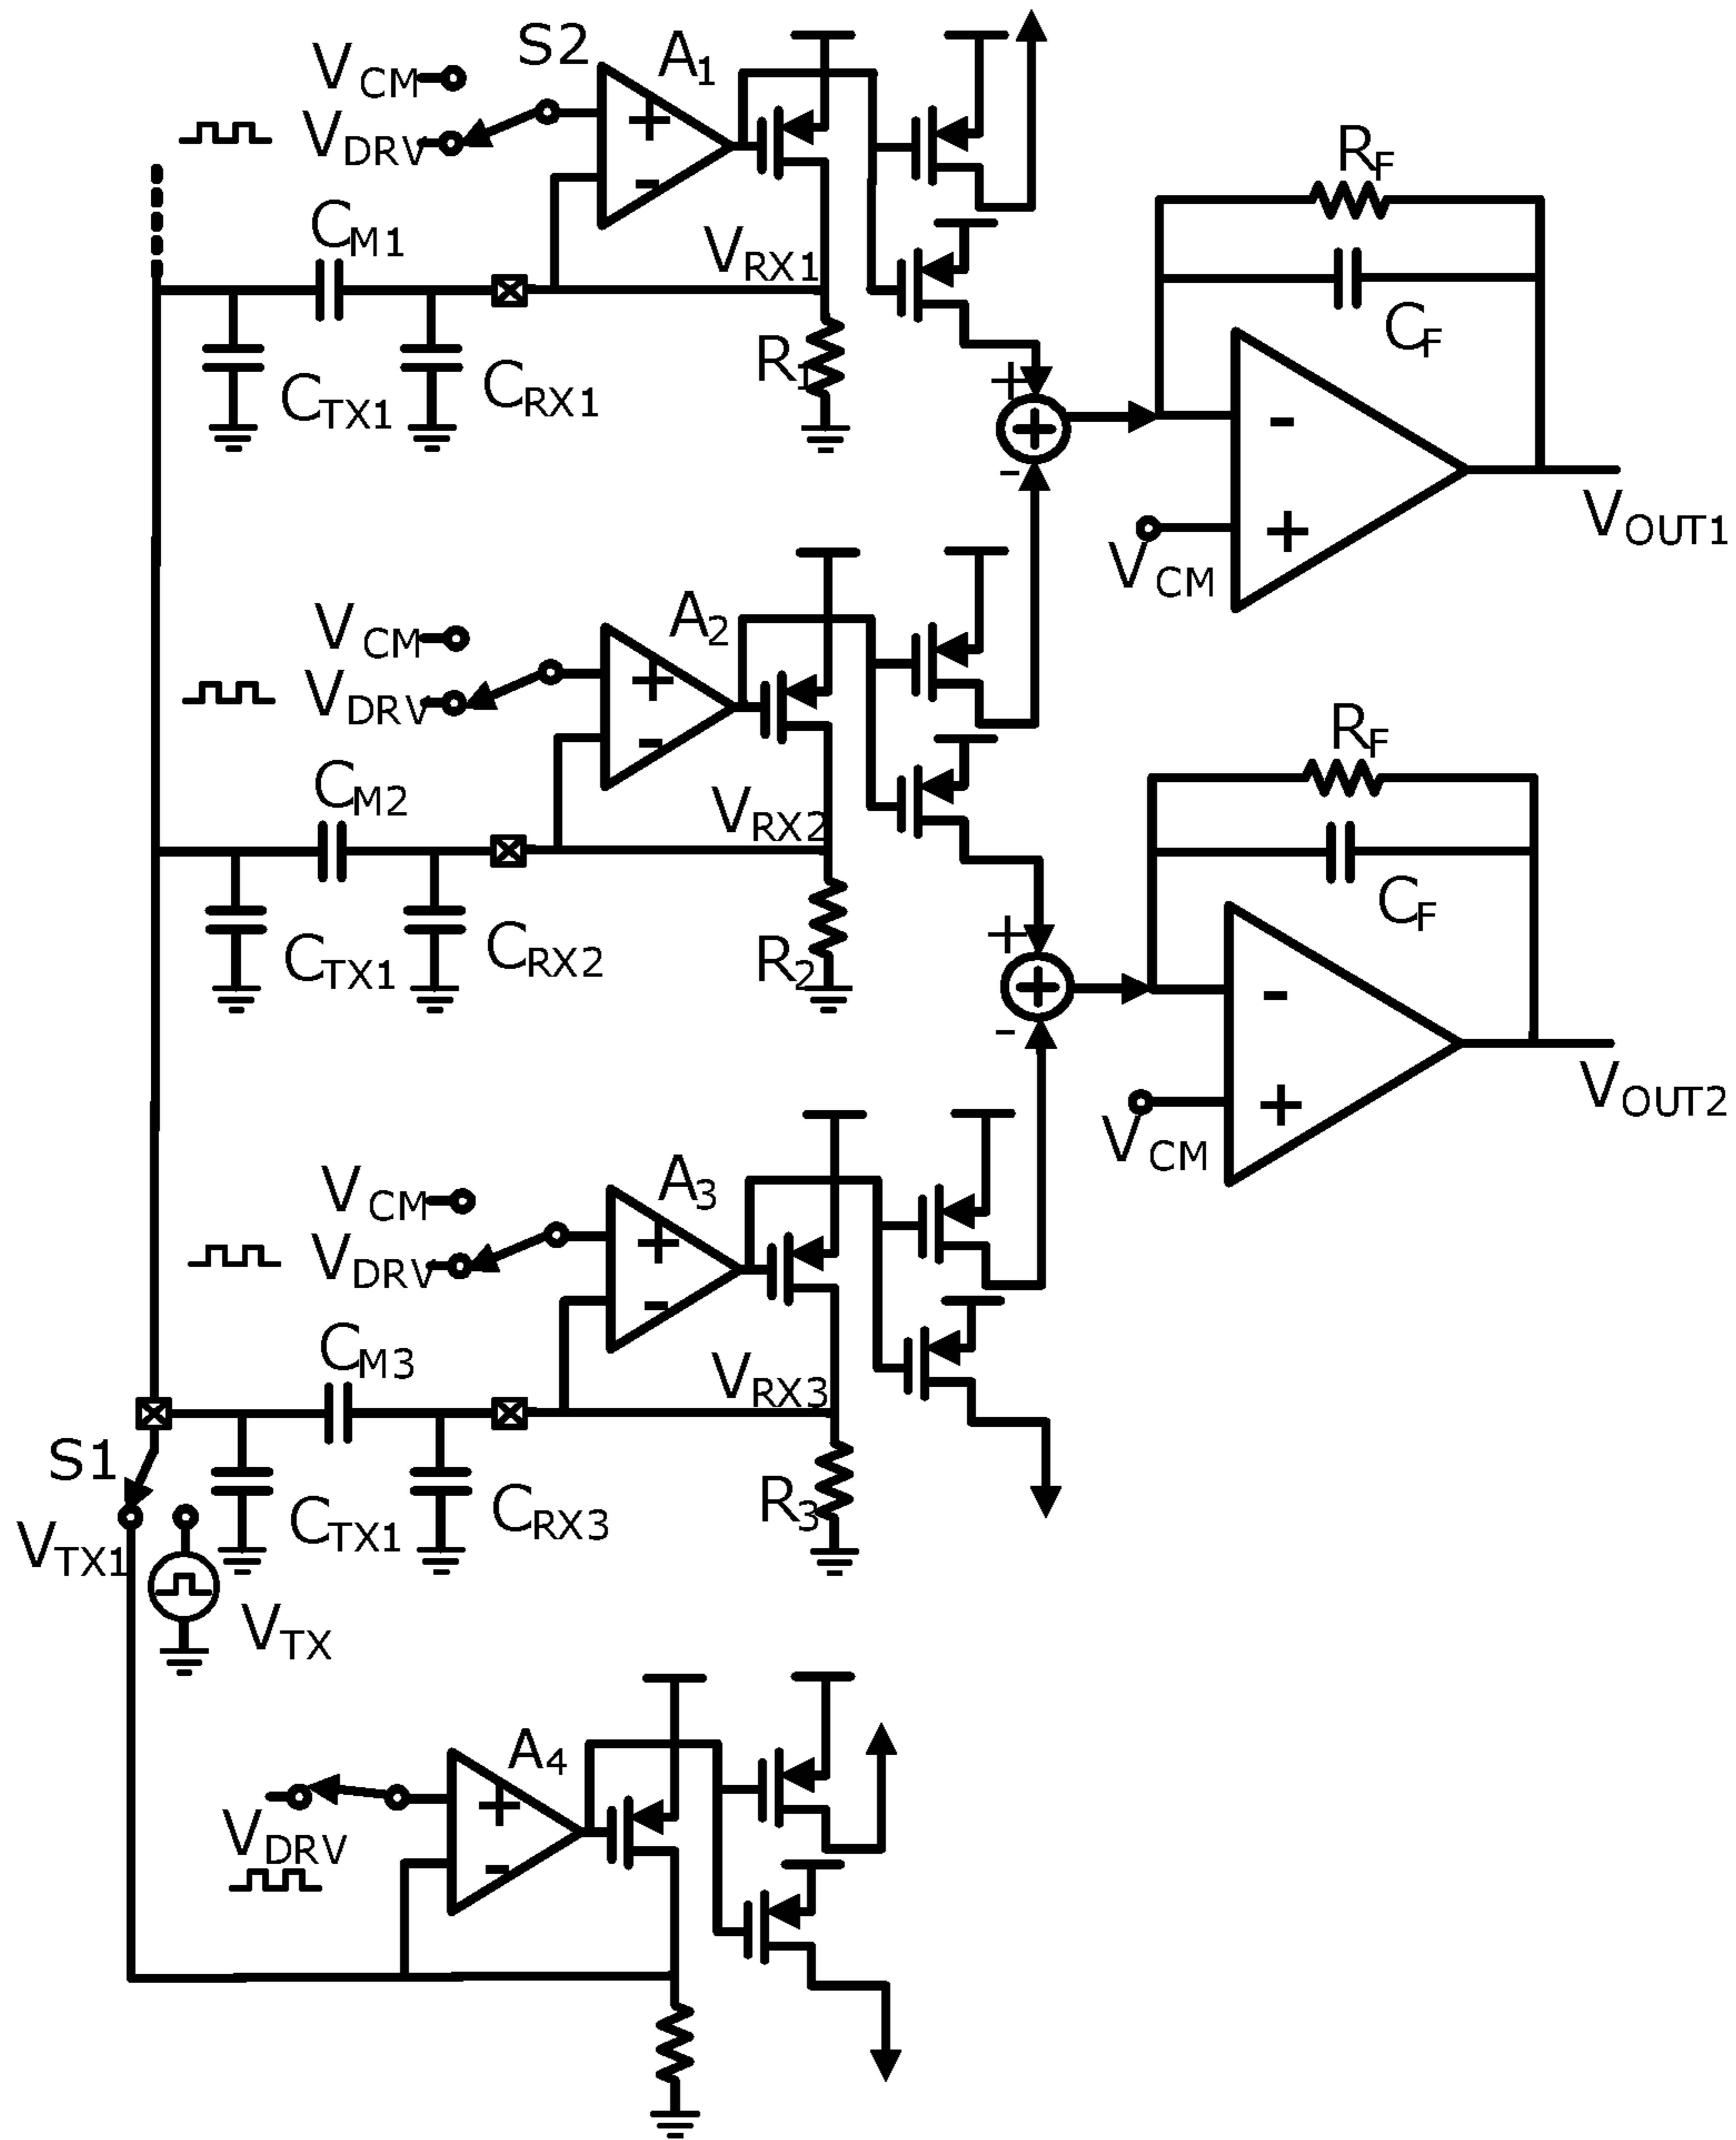 S2
A1
VCM
VDRV
CM1
VRX1
CTX1
CRX1
R1
+
-
RF
CF
-
+
VCM
VOUT1
+
-
A2
VCM
VDRV
CM2
VRX2
CTX1
CRX2
R2
+
-
RF
CF
-
+
VCM
VOUT2
+
-
A3
VCM
VDRV
CM3
VRX3
S1
CTX1
CRX3
R3
+
-
VTX1
VTX
A4
VDRV
+
-